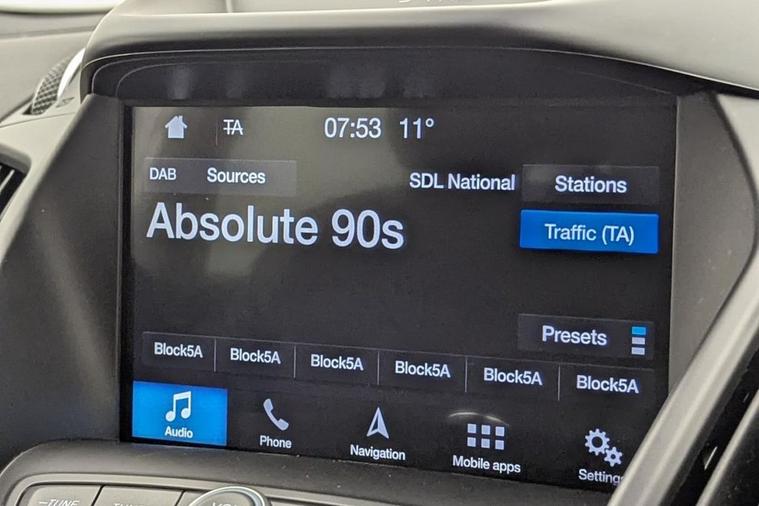 TA 07:53 11°
DAB Sources SDL National Stations
Absolute 90s Traffic (TA)
Presets
Block5A Block5A Block5A Block5A Block5A Block5A
Audio Phone Navigation Mobile apps Settings
-TUNE